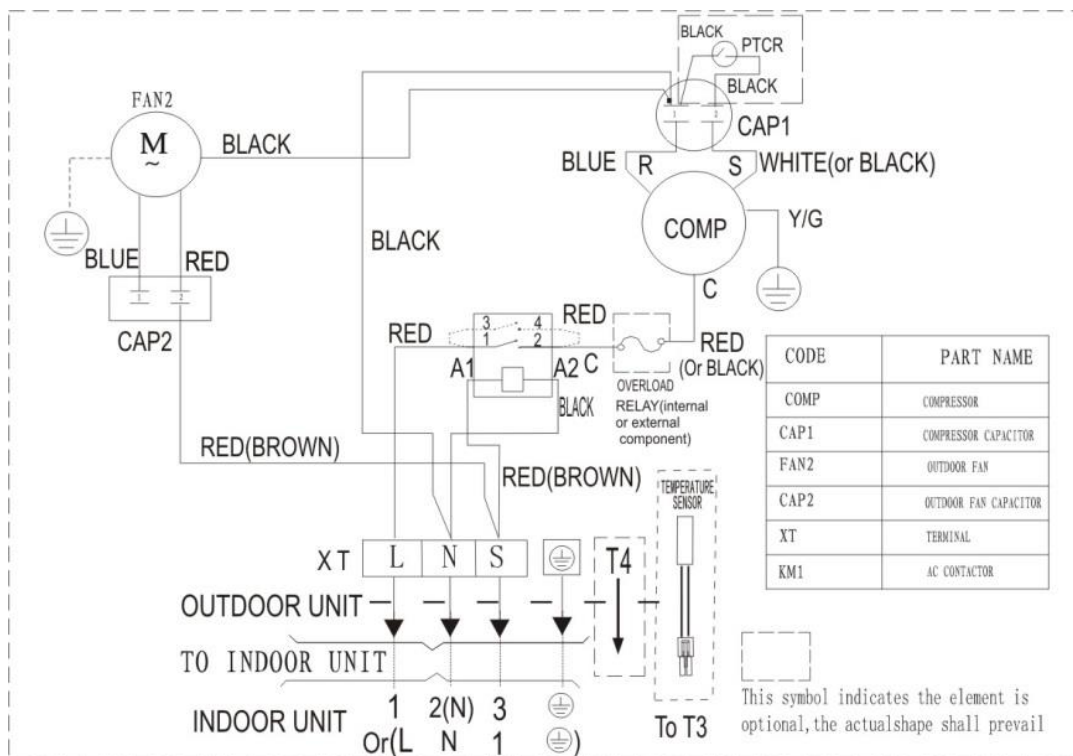 BLACK
PTCR
BLACK
FAN2
M
~
BLACK
1 2
CAP1
BLUE R S WHITE(or BLACK)
COMP
Y/G
BLACK
C
BLUE RED
1 2
CAP2
RED
3 4
1 2
RED
A1 A2 C
RED
(Or BLACK)
OVERLOAD
RELAY(internal
or external
component)
BLACK
RED(BROWN)
RED(BROWN)
CODE PART NAME
COMP COMPRESSOR
CAP1 COMPRESSOR CAPACITOR
FAN2 OUTDOOR FAN
CAP2 OUTDOOR FAN CAPACITOR
XT TERMINAL
KM1 AC CONTACTOR
TEMPERATURE
SENSOR
XT L N S
T4
OUTDOOR UNIT
TO INDOOR UNIT
INDOOR UNIT 1 2(N) 3
Or(L N 1 )
To T3
This symbol indicates the element is
optional,the actualshape shall prevail